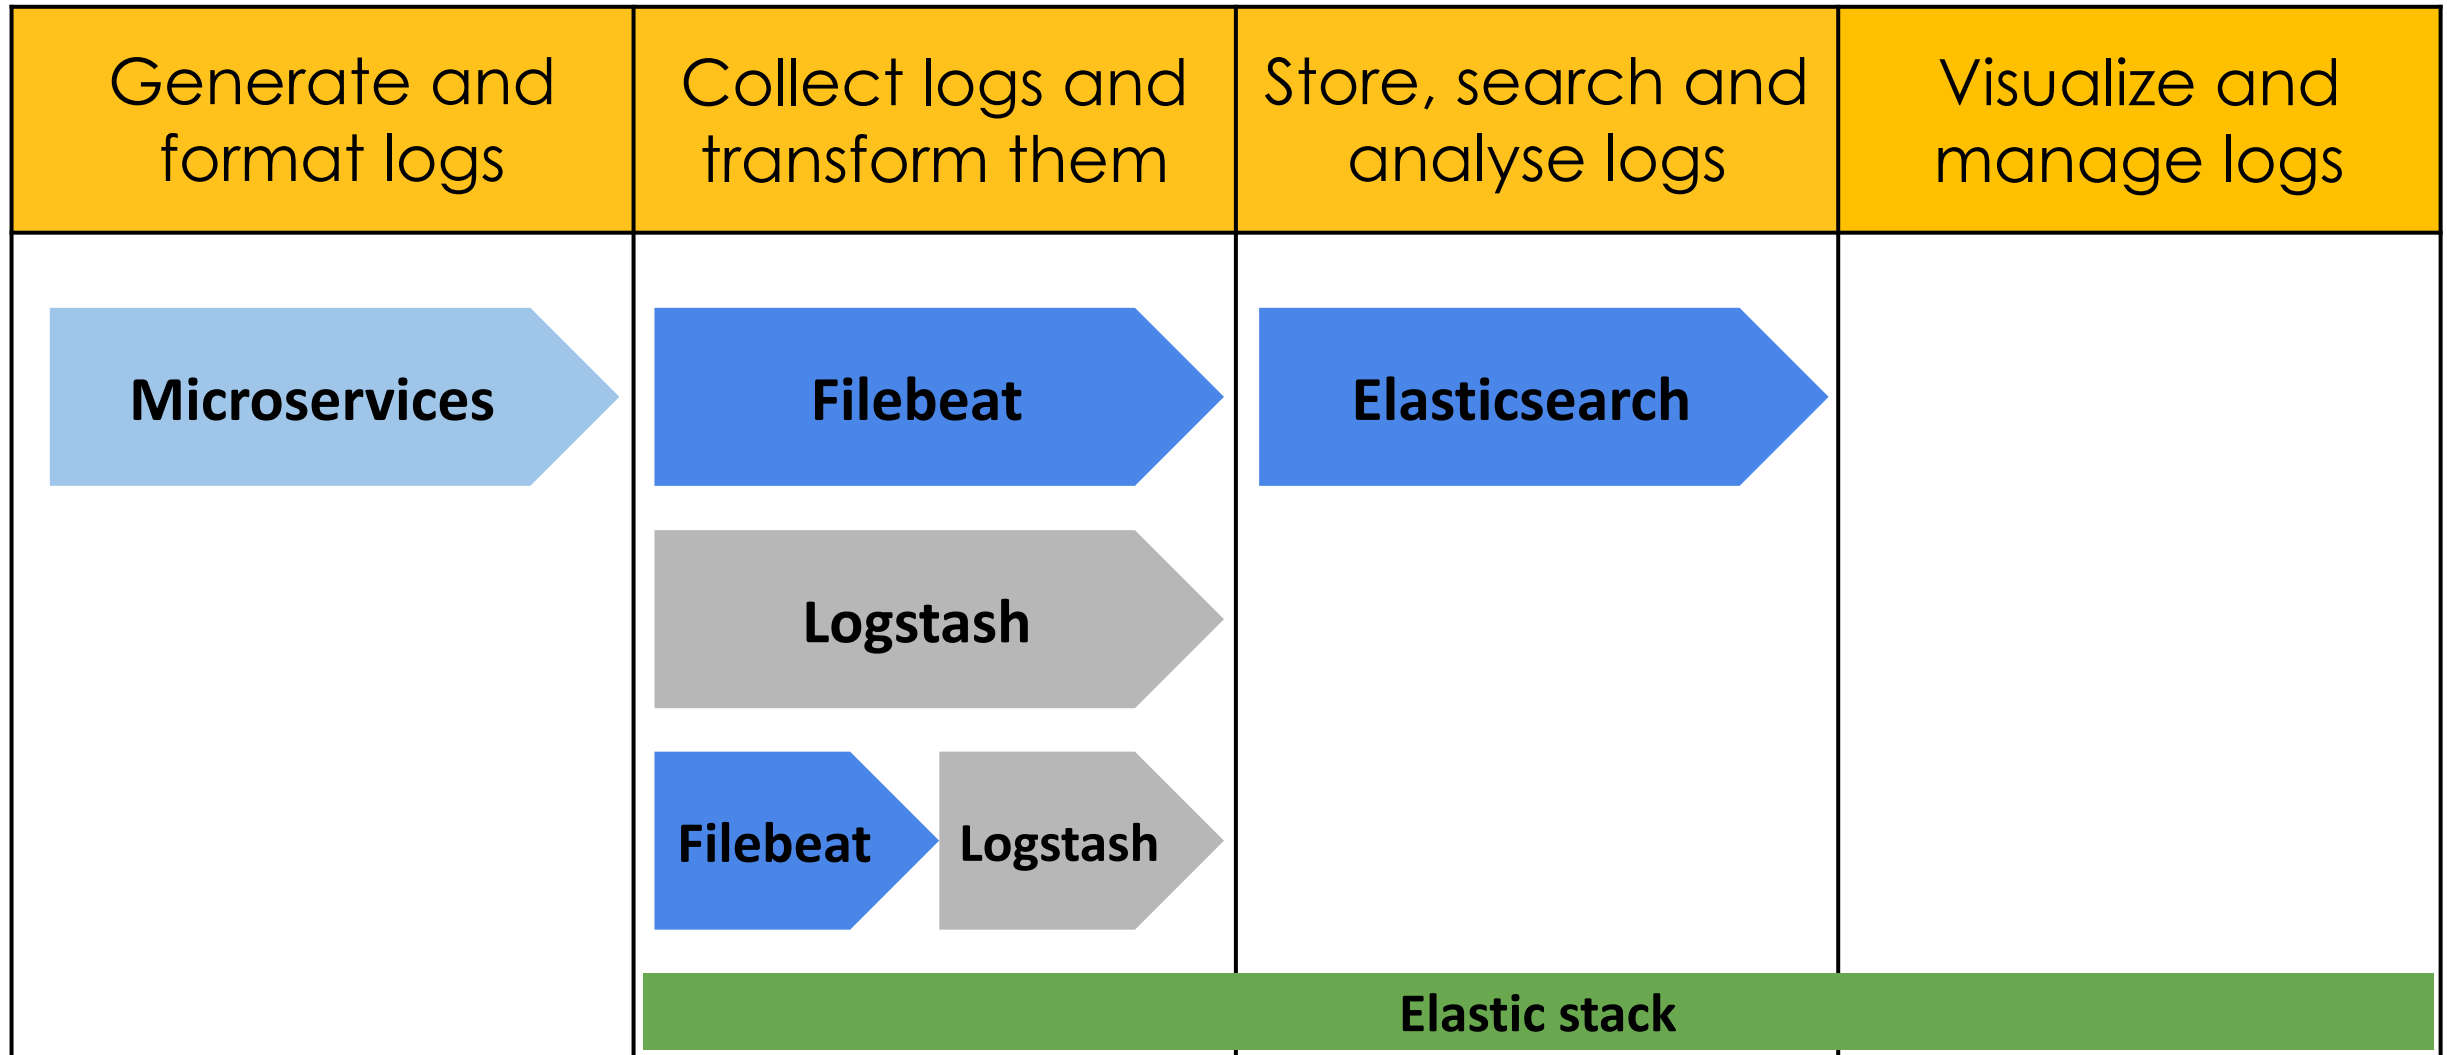 Generate and
format logs
Collect logs and
transform them
Store, search and
analyse logs
Visualize and
manage logs
Microservices
Filebeat
Elasticsearch
Logstash
Filebeat
Logstash
Elastic stack